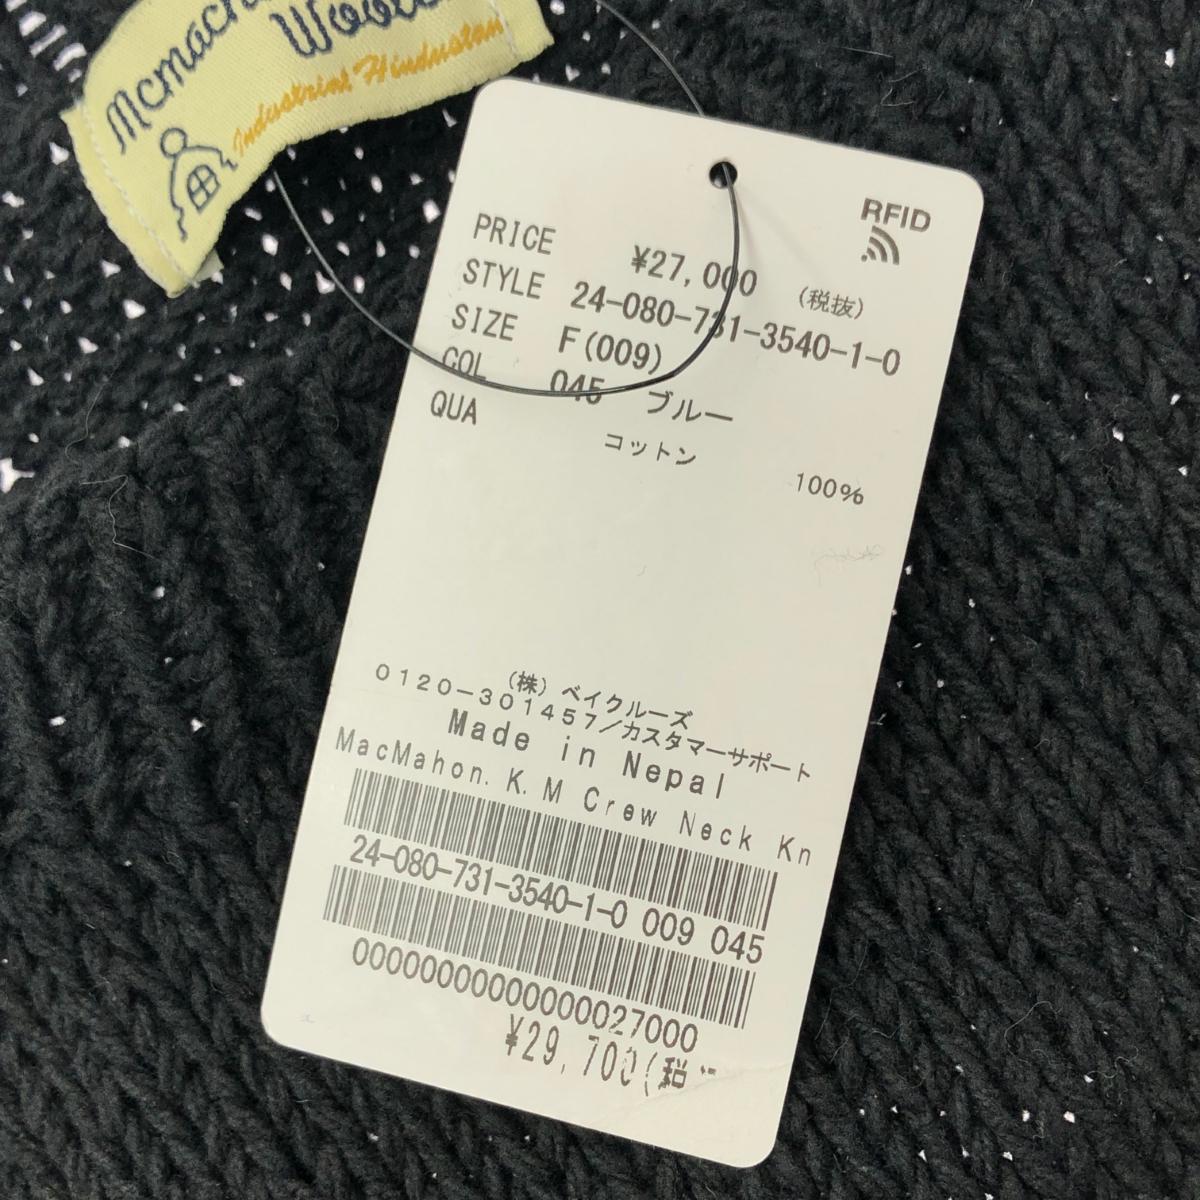 Wool
Industrial Hindustan
RFID
PRICE ¥27,000 (税抜)
STYLE 24-080-731-3540-1-0
SIZE F(009)
COL 045 ブルー
QUA
コットン 100%
(株) ベイクルーズ
0120-301457/カスタマーサポート
Made in Nepal
MacMahon. K. M Crew Neck Kn
24-080-731-3540-1-0 009 045
¥29,700(税